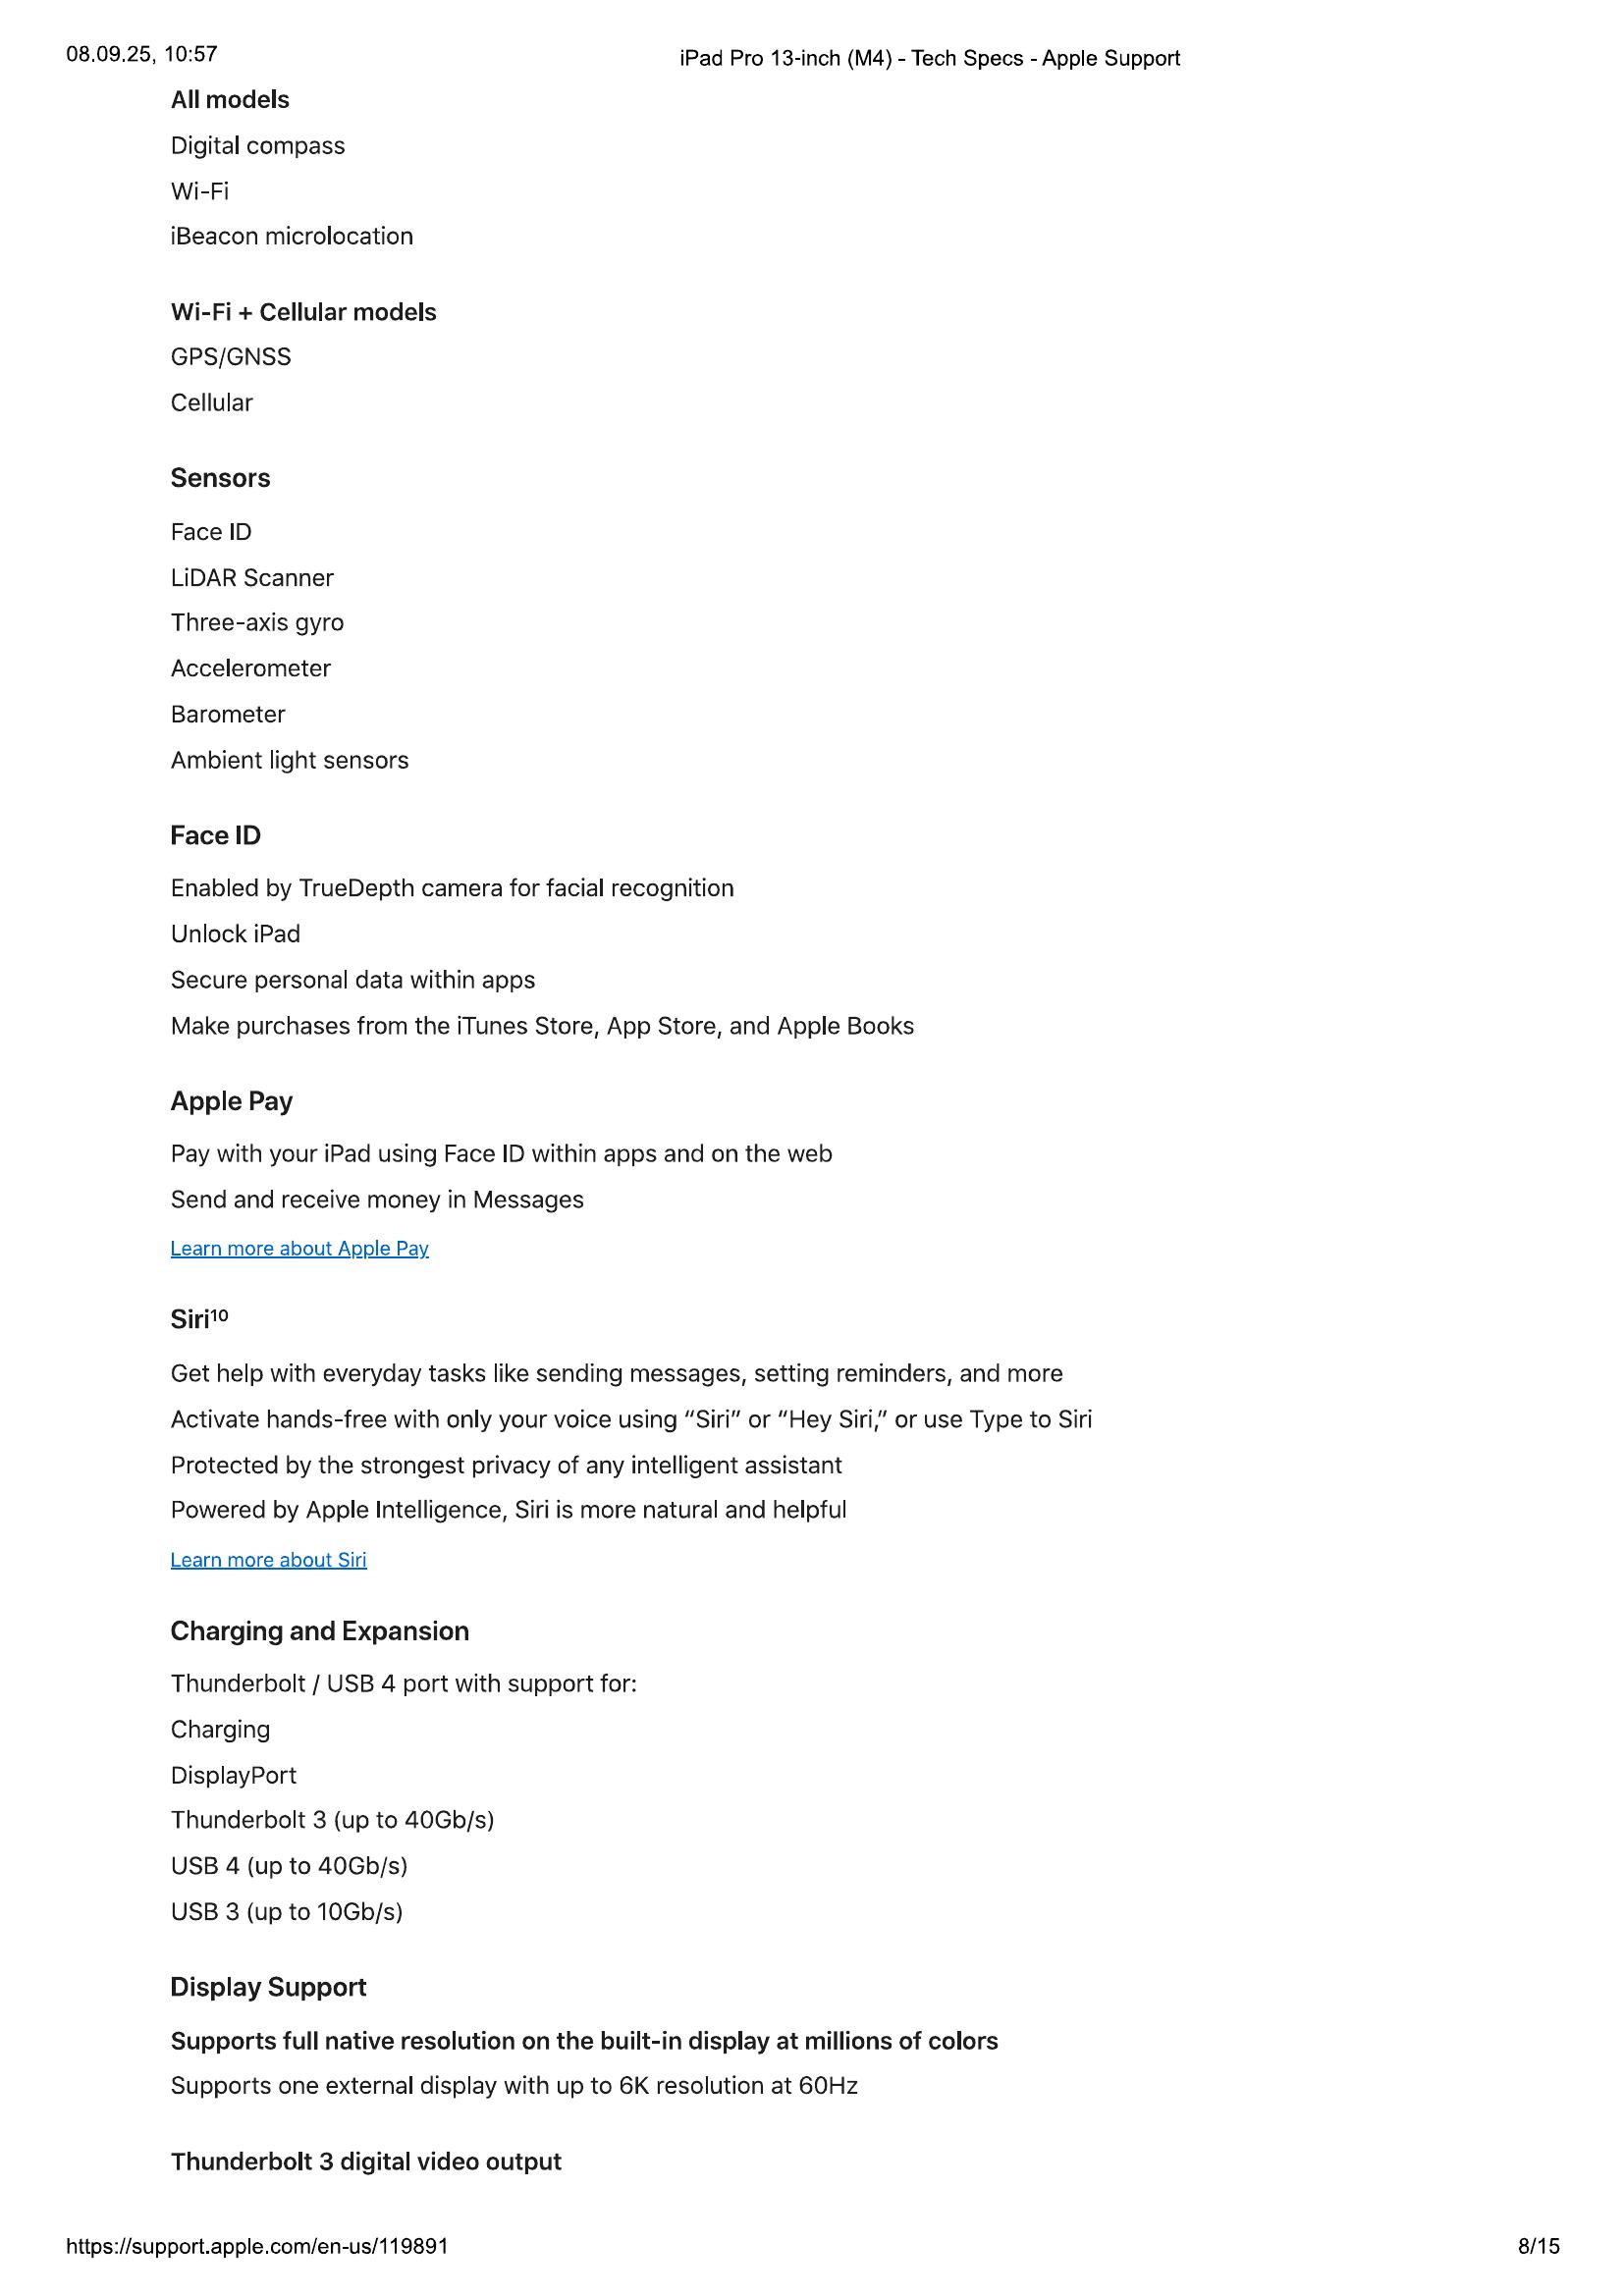 08.09.25, 10:57
iPad Pro 13-inch (M4) - Tech Specs - Apple Support
All models
Digital compass
Wi-Fi
iBeacon microlocation
Wi-Fi + Cellular models
GPS/GNSS
Cellular
Sensors
Face ID
LiDAR Scanner
Three-axis gyro
Accelerometer
Barometer
Ambient light sensors
Face ID
Enabled by TrueDepth camera for facial recognition
Unlock iPad
Secure personal data within apps
Make purchases from the iTunes Store, App Store, and Apple Books
Apple Pay
Pay with your iPad using Face ID within apps and on the web
Send and receive money in Messages
Learn more about Apple Pay
Siri¹⁰
Get help with everyday tasks like sending messages, setting reminders, and more
Activate hands-free with only your voice using “Siri” or “Hey Siri,” or use Type to Siri
Protected by the strongest privacy of any intelligent assistant
Powered by Apple Intelligence, Siri is more natural and helpful
Learn more about Siri
Charging and Expansion
Thunderbolt / USB 4 port with support for:
Charging
DisplayPort
Thunderbolt 3 (up to 40Gb/s)
USB 4 (up to 40Gb/s)
USB 3 (up to 10Gb/s)
Display Support
Supports full native resolution on the built-in display at millions of colors
Supports one external display with up to 6K resolution at 60Hz
Thunderbolt 3 digital video output
https://support.apple.com/en-us/119891
8/15